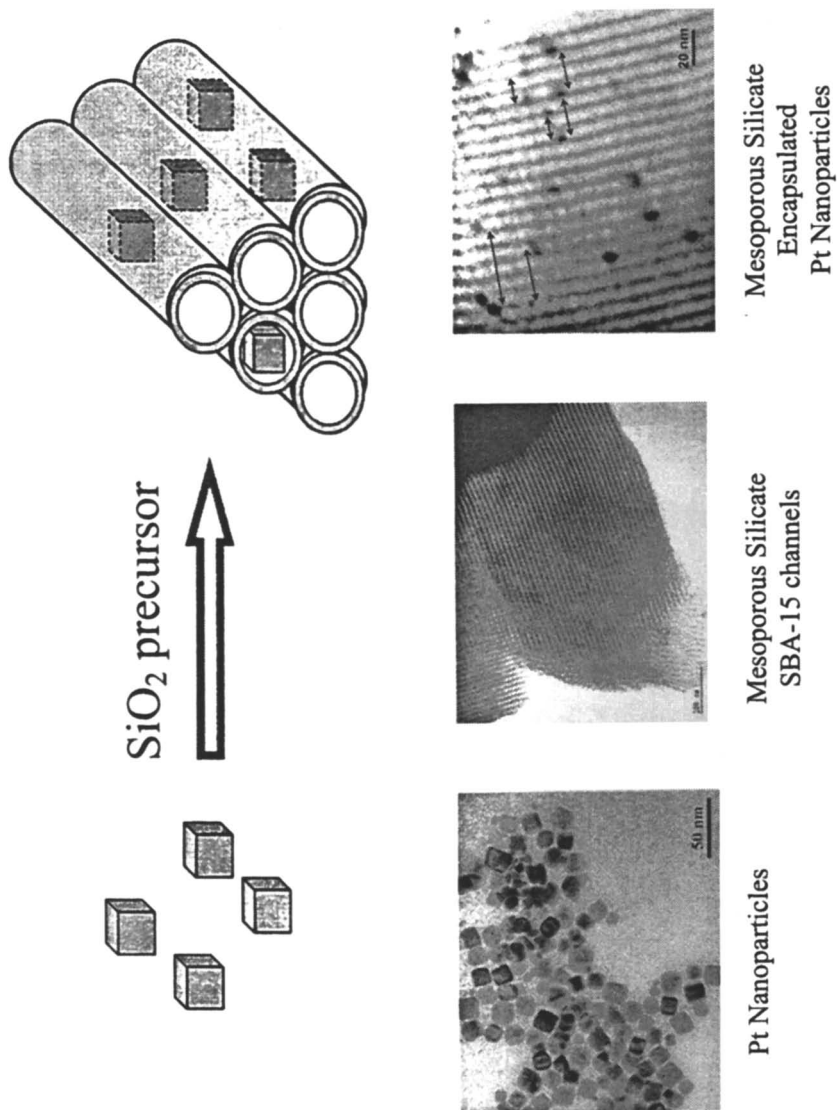 SiO₂ precursor
50 nm
20 nm
Pt Nanoparticles
Mesoporous Silicate
SBA-15 channels
Mesoporous Silicate
Encapsulated
Pt Nanoparticles